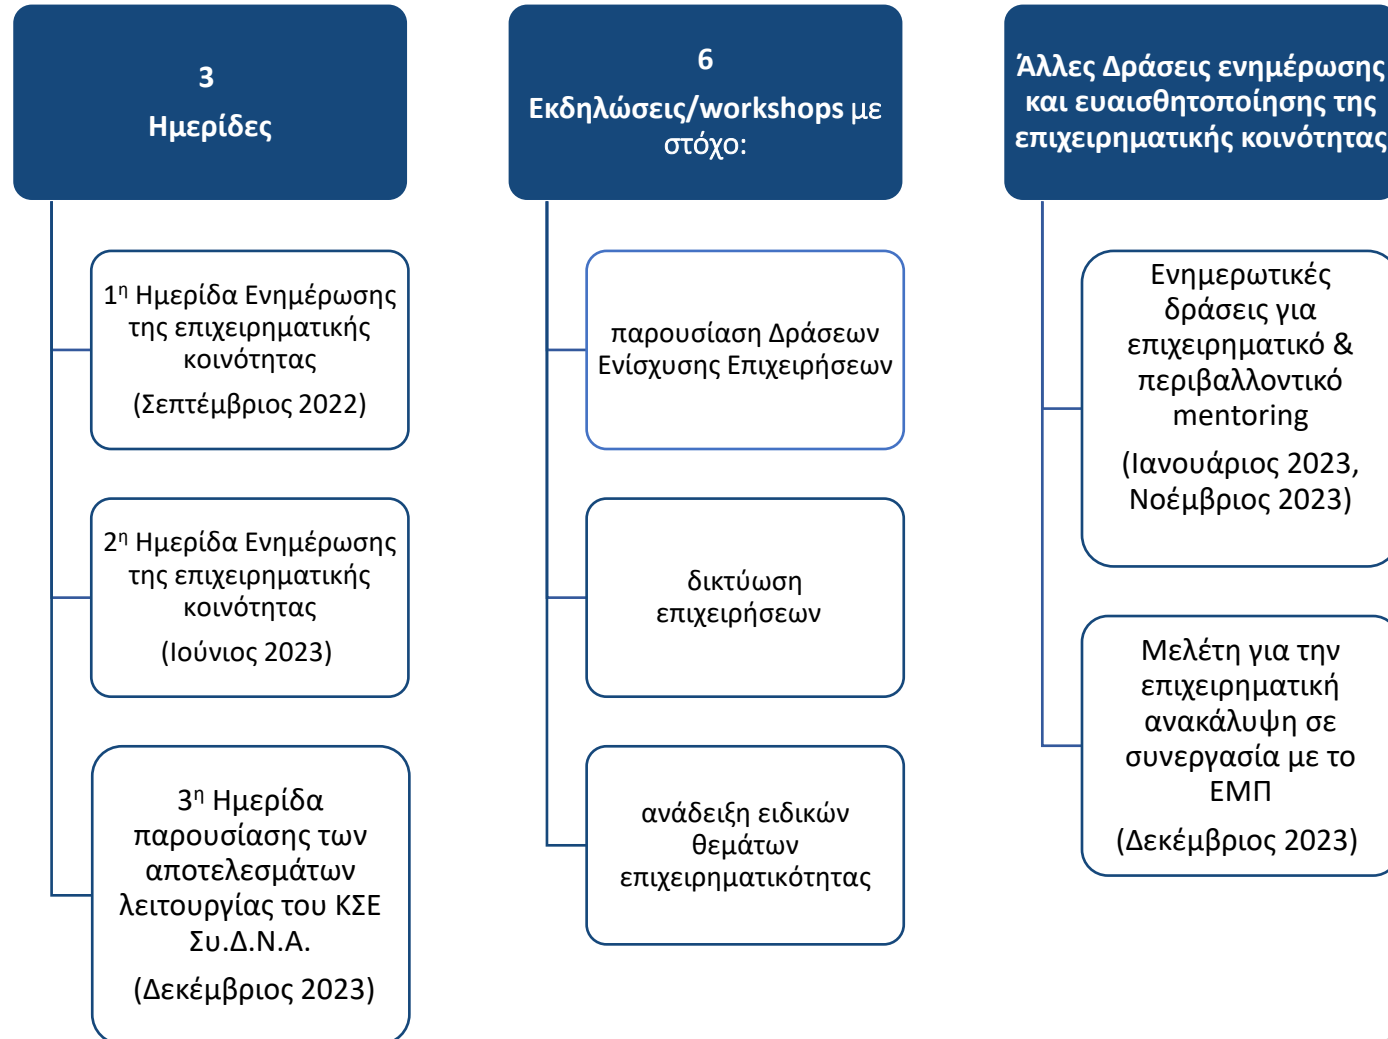 3
Ημερίδες
1η Ημερίδα Ενημέρωσης
της επιχειρηματικής
κοινότητας
(Σεπτέμβριος 2022)
2η Ημερίδα Ενημέρωσης
της επιχειρηματικής
κοινότητας
(Ιούνιος 2023)
3η Ημερίδα
παρουσίασης των
αποτελεσμάτων
λειτουργίας του ΚΣΕ
Συ.Δ.Ν.Α.
(Δεκέμβριος 2023)
6
Εκδηλώσεις/workshops με
στόχο:
παρουσίαση Δράσεων
Ενίσχυσης Επιχειρήσεων
δικτύωση
επιχειρήσεων
ανάδειξη ειδικών
θεμάτων
επιχειρηματικότητας
Άλλες Δράσεις ενημέρωσης
και ευαισθητοποίησης της
επιχειρηματικής κοινότητας
Ενημερωτικές
δράσεις για
επιχειρηματικό &
περιβαλλοντικό
mentoring
(Ιανουάριος 2023,
Νοέμβριος 2023)
Μελέτη για την
επιχειρηματική
ανακάλυψη σε
συνεργασία με το
ΕΜΠ
(Δεκέμβριος 2023)